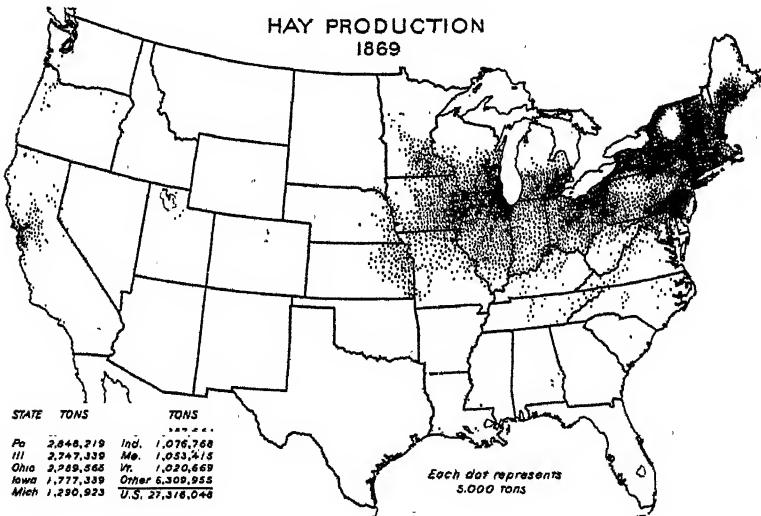 HAY PRODUCTION
1869
STATE TONS TONS
Pa 2,848,219 Ind. 1,076,768
Ill 2,747,339 Me. 1,053,415
Ohio 2,289,565 Vt. 1,020,669
Iowa 1,777,339 Other 6,309,955
Mich 1,290,923 U.S. 27,316,048
Each dot represents
5,000 Tons